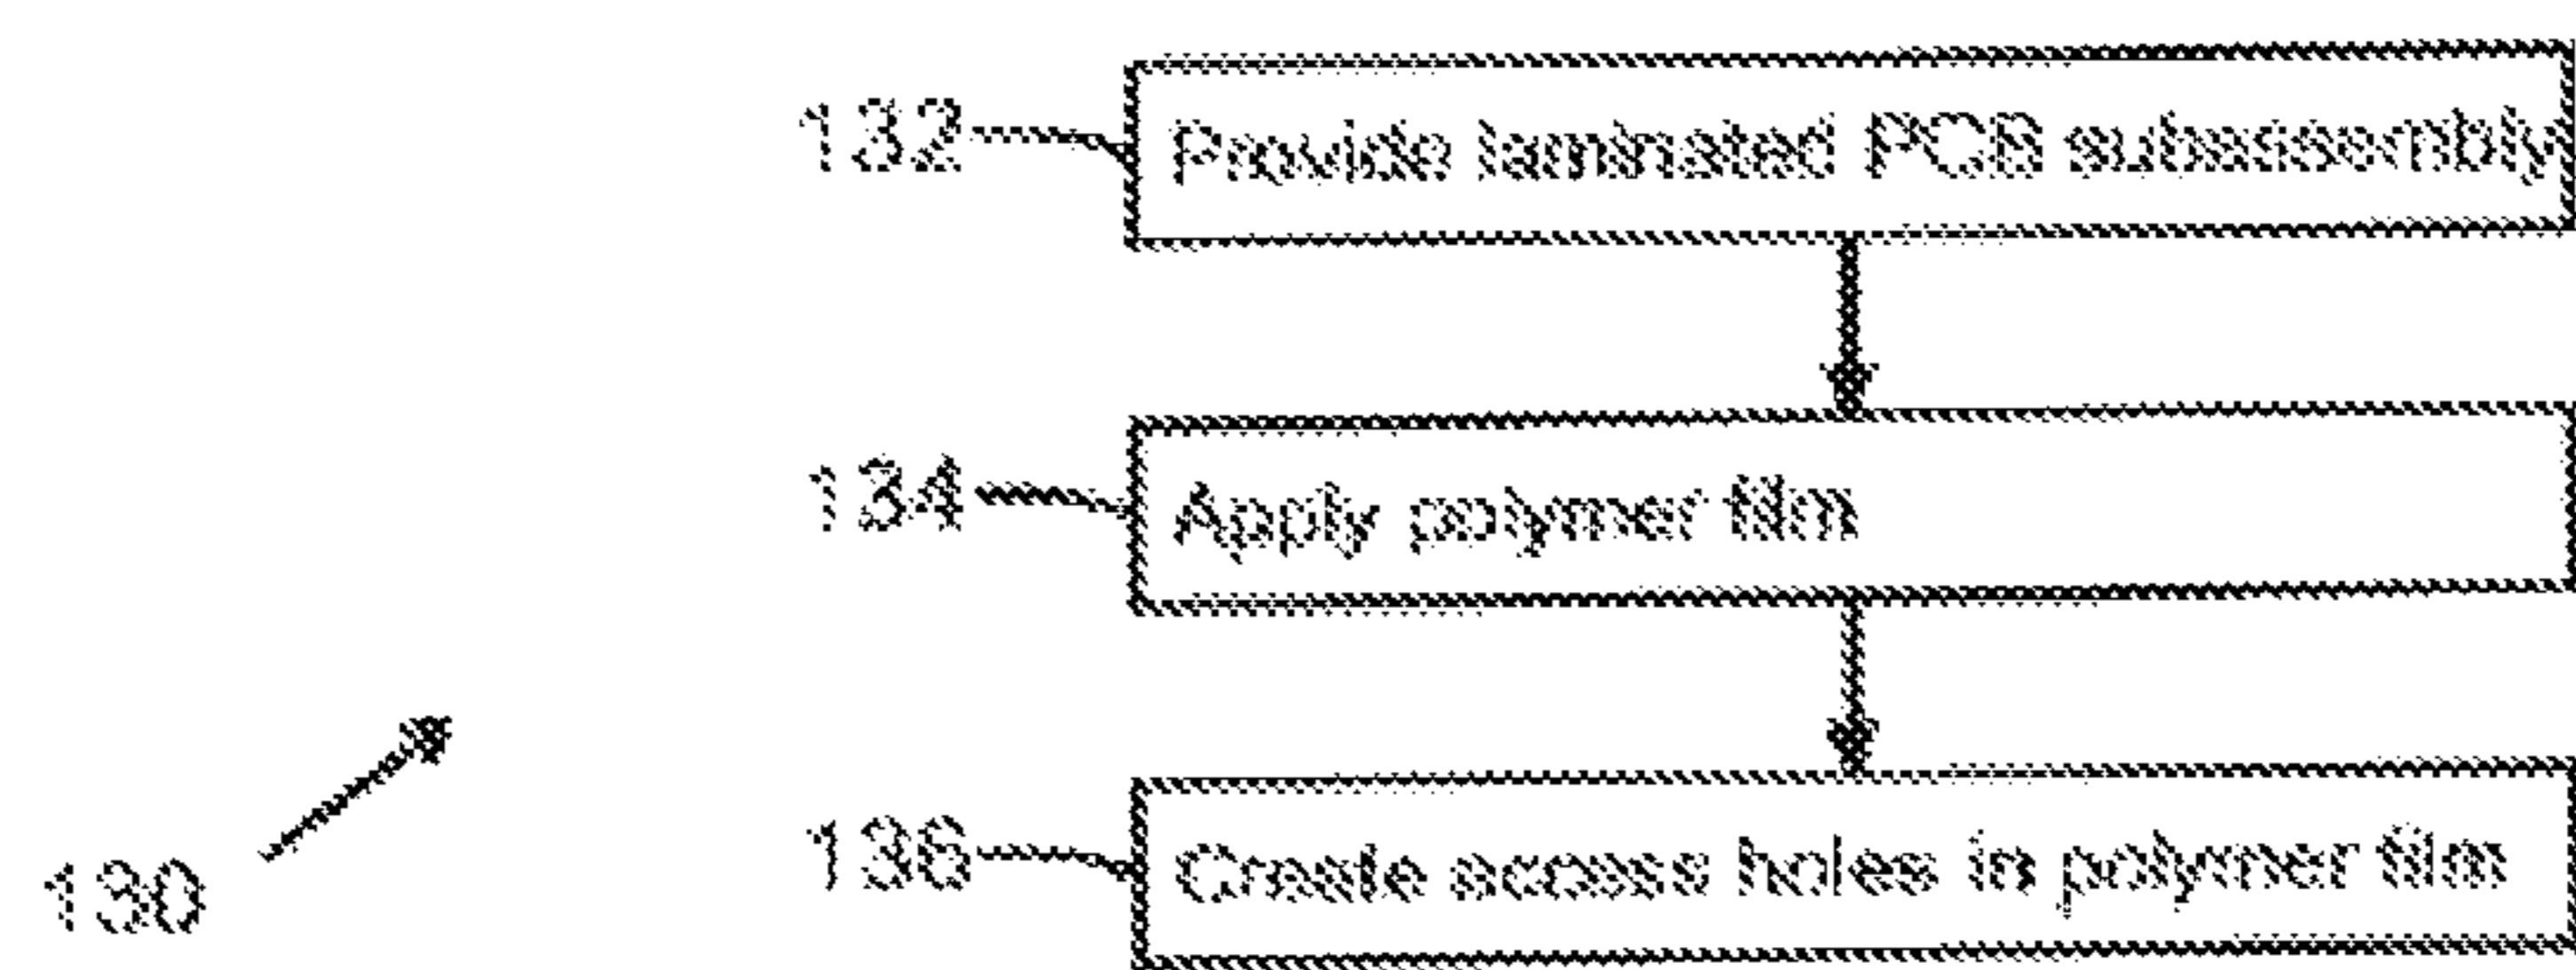 132 Provide laminated PCB subassembly
134 Apply polymer film
136 Create access holes in polymer film
130